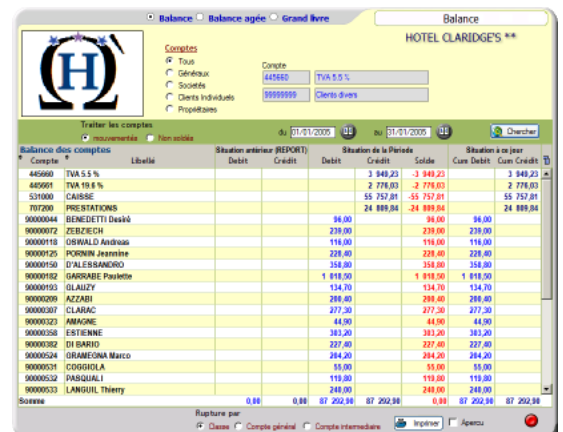 Balance Balance agée Grand livre Balance
HOTEL CLARIDGE'S **
H
Comptes
Tous
Généraux
Societés
Clients Individuels
Propriétaires
Compte
445660 TVA 5.5 %
99999999 Clients divers
Traiter les comptes
mouvementés Non soldés
du 01/01/2005 au 31/01/2005 Chercher
Balance des comptes Situation antérieur (REPORT) Situation de la Période Situation à ce jour
Compte Libellé Debit Crédit Debit Crédit Solde Cum Debit Cum Crédit
445660 TVA 5.5 % 3 949,23 -3 949,23 3 949,23
445661 TVA 19.6 % 2 776,03 -2 776,03 2 776,03
531000 CAISSE 55 757,81 -55 757,81 55 757,81
707200 PRESTATIONS 24 809,84 -24 809,84 24 809,84
90000044 BENEDETTI Desiré 96,00 96,00 96,00
90000072 ZEBZIECH 239,00 239,00 239,00
90000118 OSWALD Andreas 116,00 116,00 116,00
90000125 PORNIN Jeannine 228,40 228,40 228,40
90000150 D'ALESSANDRO 358,80 358,80 358,80
90000182 GARRABE Paulette 1 018,50 1 018,50 1 018,50
90000193 GLAUZY 134,70 134,70 134,70
90000209 AZZABI 200,40 200,40 200,40
90000307 CLARAC 277,30 277,30 277,30
90000323 AMAGNE 44,90 44,90 44,90
90000358 ESTIENNE 303,20 303,20 303,20
90000382 DI BARIO 227,40 227,40 227,40
90000524 GRAMEGNA Marco 204,20 204,20 204,20
90000531 COGGIOLA 55,00 55,00 55,00
90000532 PASQUALI 119,80 119,80 119,80
90000533 LANGUIL Thierry 240,00 240,00 240,00
Somme 0,00 0,00 87 292,90 87 292,90 0,00 87 292,90 87 292,90
Rupture par
Classe Compte général Compte intermediaire Imprimer Apercu